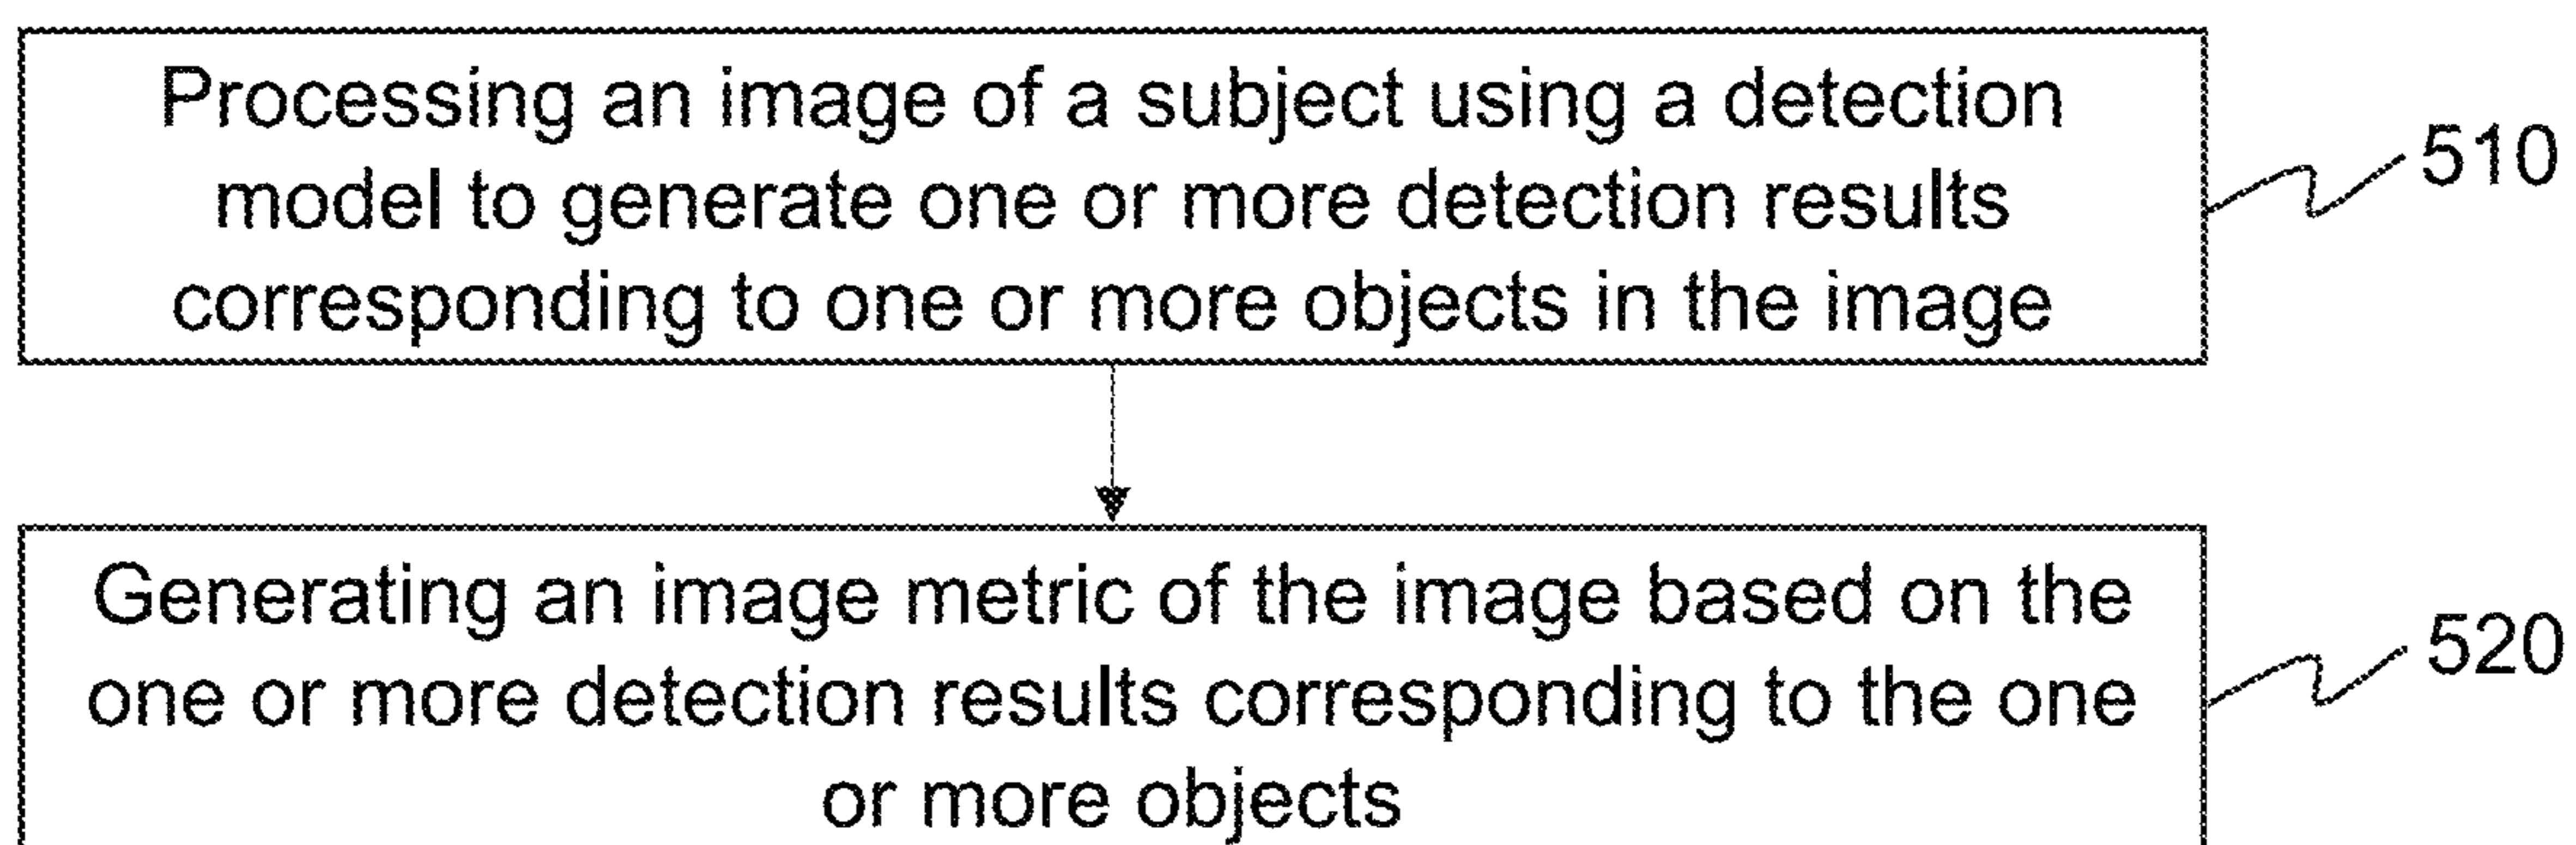 Processing an image of a subject using a detection
model to generate one or more detection results
corresponding to one or more objects in the image
510
Generating an image metric of the image based on the
one or more detection results corresponding to the one
or more objects
520